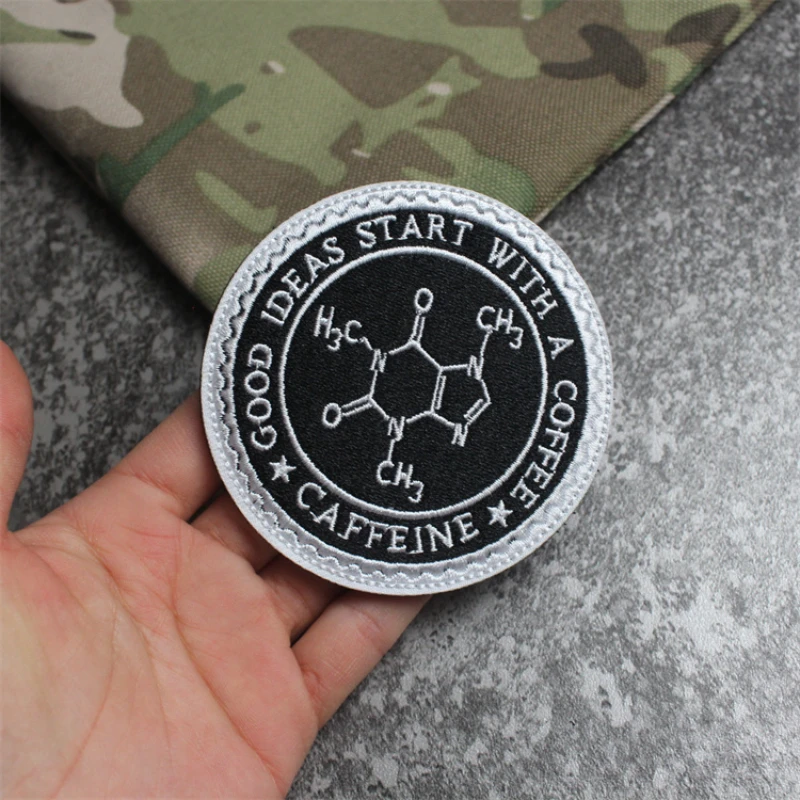 GOOD IDEAS START WITH A COFFEE
★ CAFFEINE ★
O
H3C
CH3
N
N
O
N
N
CH3